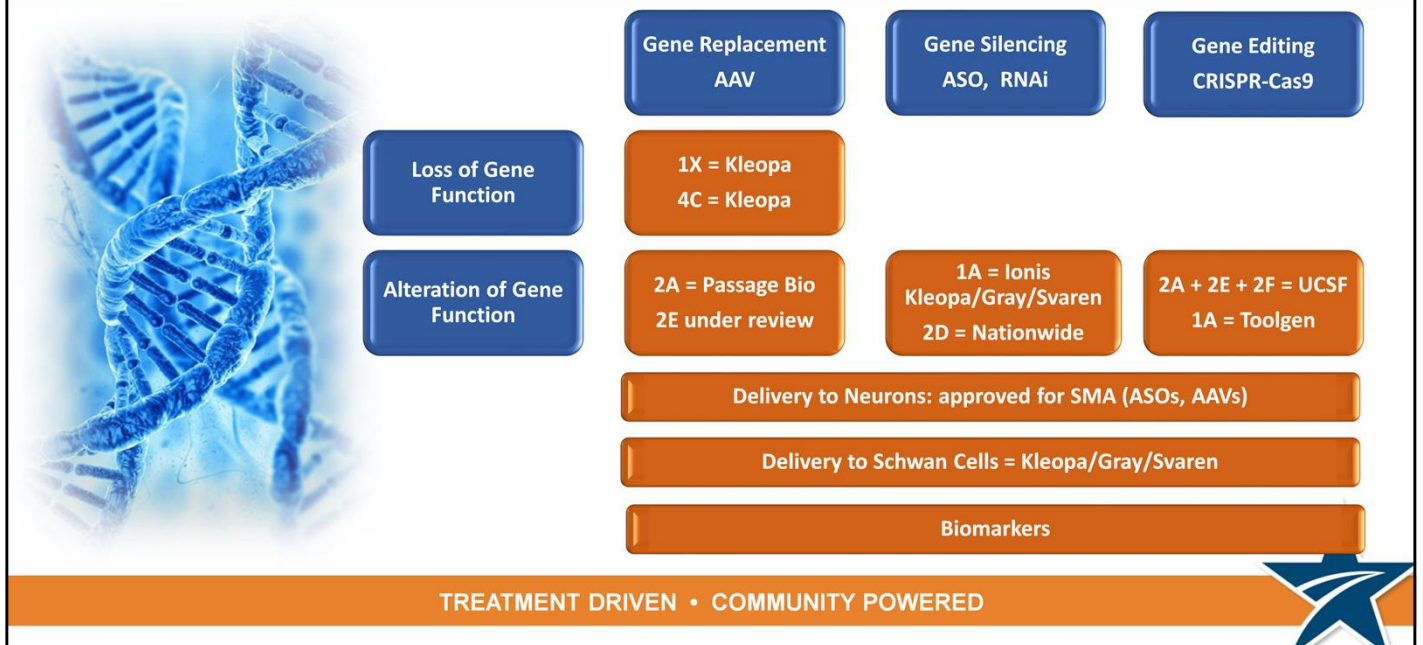 Gene Replacement
AAV
Gene Silencing
ASO, RNAi
Gene Editing
CRISPR-Cas9
Loss of Gene
Function
1X = Kleopa
4C = Kleopa
Alteration of Gene
Function
2A = Passage Bio
2E under review
1A = Ionis
Kleopa/Gray/Svaren
2D = Nationwide
2A + 2E + 2F = UCSF
1A = Toolgen
Delivery to Neurons: approved for SMA (ASOs, AAVs)
Delivery to Schwan Cells = Kleopa/Gray/Svaren
Biomarkers
TREATMENT DRIVEN • COMMUNITY POWERED